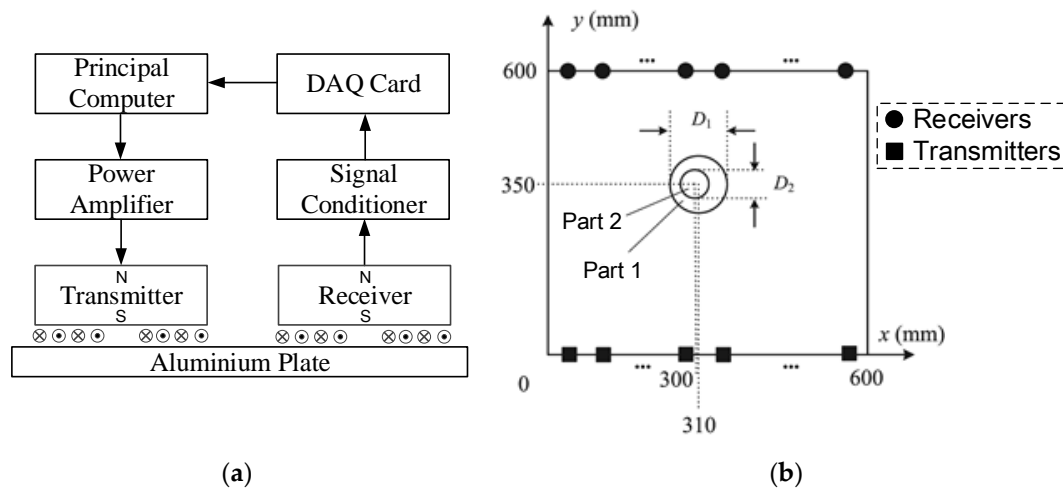 Principal
Computer
DAQ Card
Power
Amplifier
Signal
Conditioner
N
Transmitter
S
N
Receiver
S
Aluminium Plate
(a)
y (mm)
600
...
...
D1
350
D2
Part 2
Part 1
x (mm)
0
300
...
...
600
310
Receivers
Transmitters
(b)